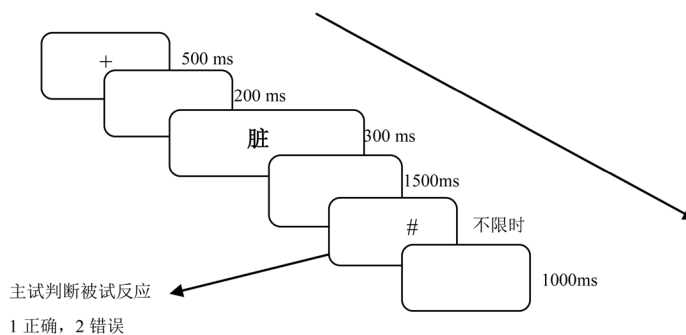 +
500 ms
200 ms
脏
300 ms
1500ms
#
不限时
1000ms
主试判断被试反应
1 正确，2 错误